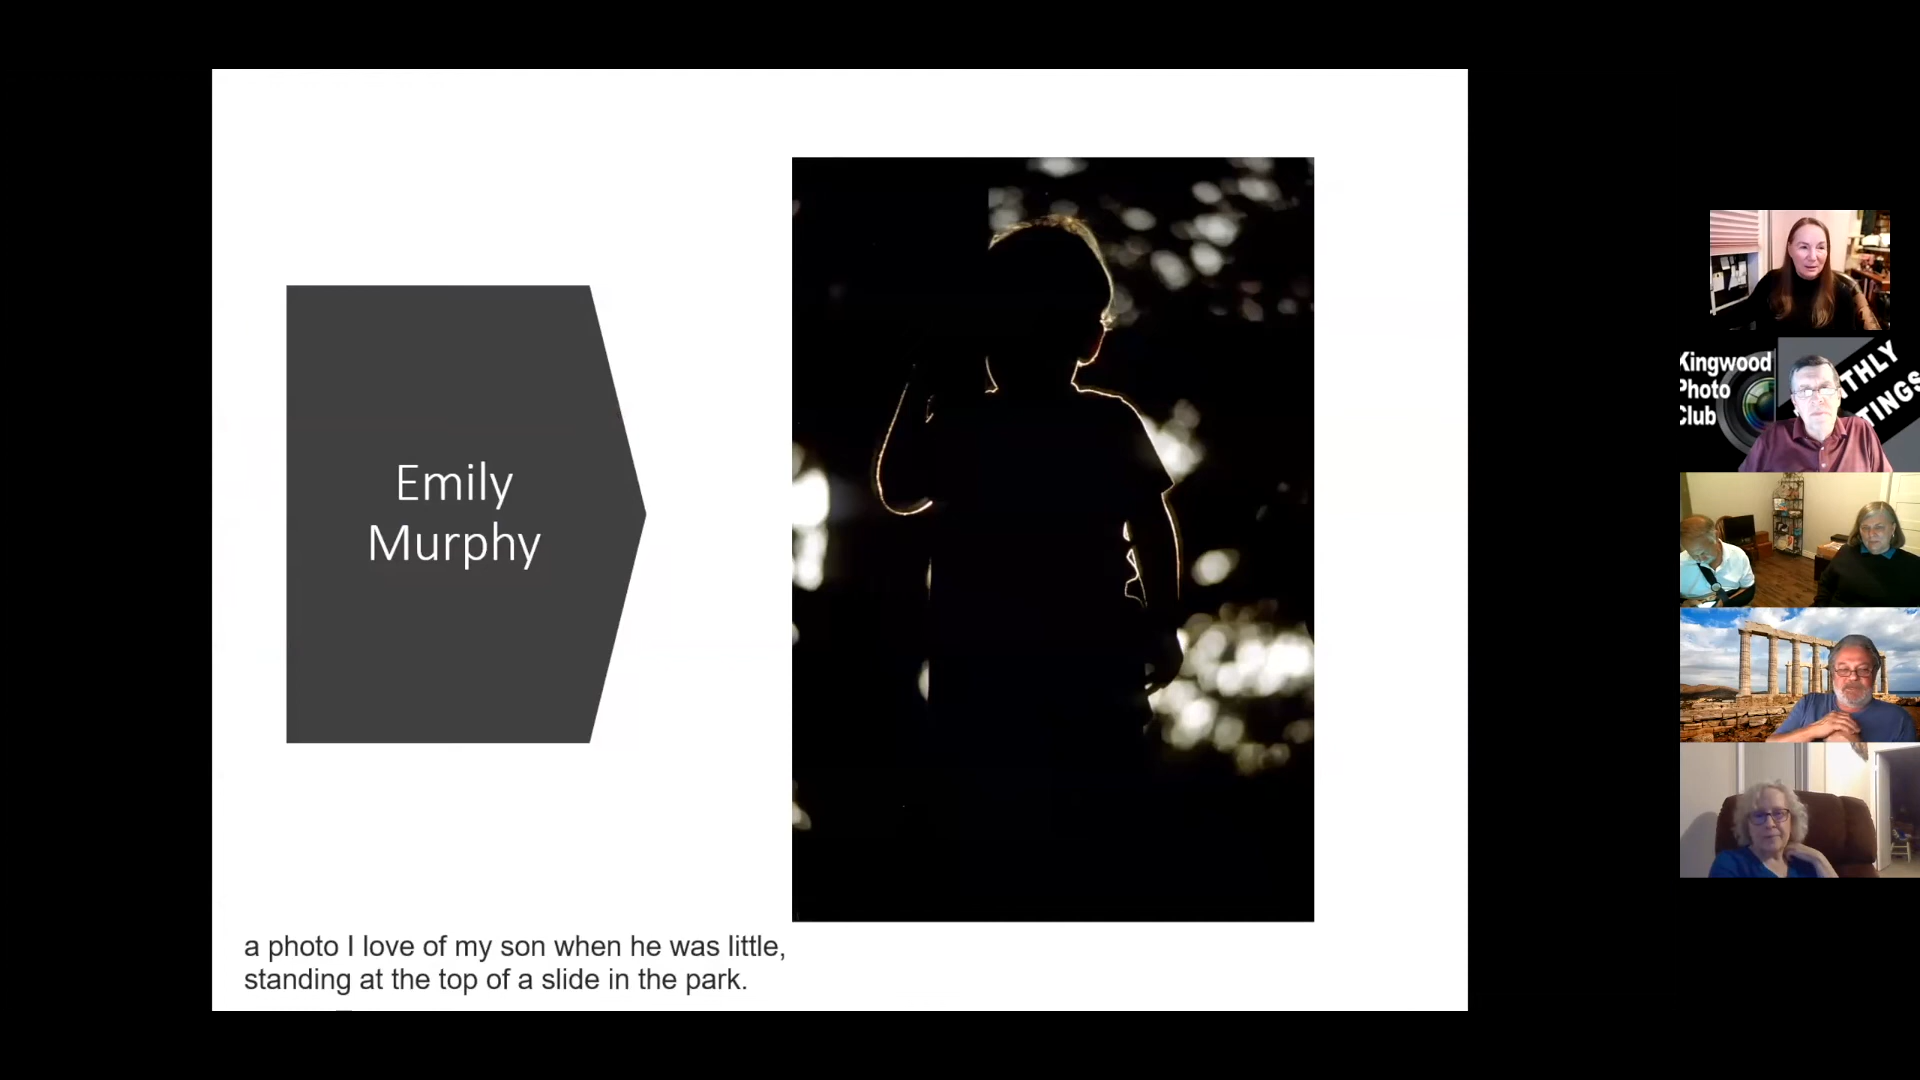 Emily
Murphy
a photo I love of my son when he was little,
standing at the top of a slide in the park.
Kingwood
Photo
Club
THLY
TINGS